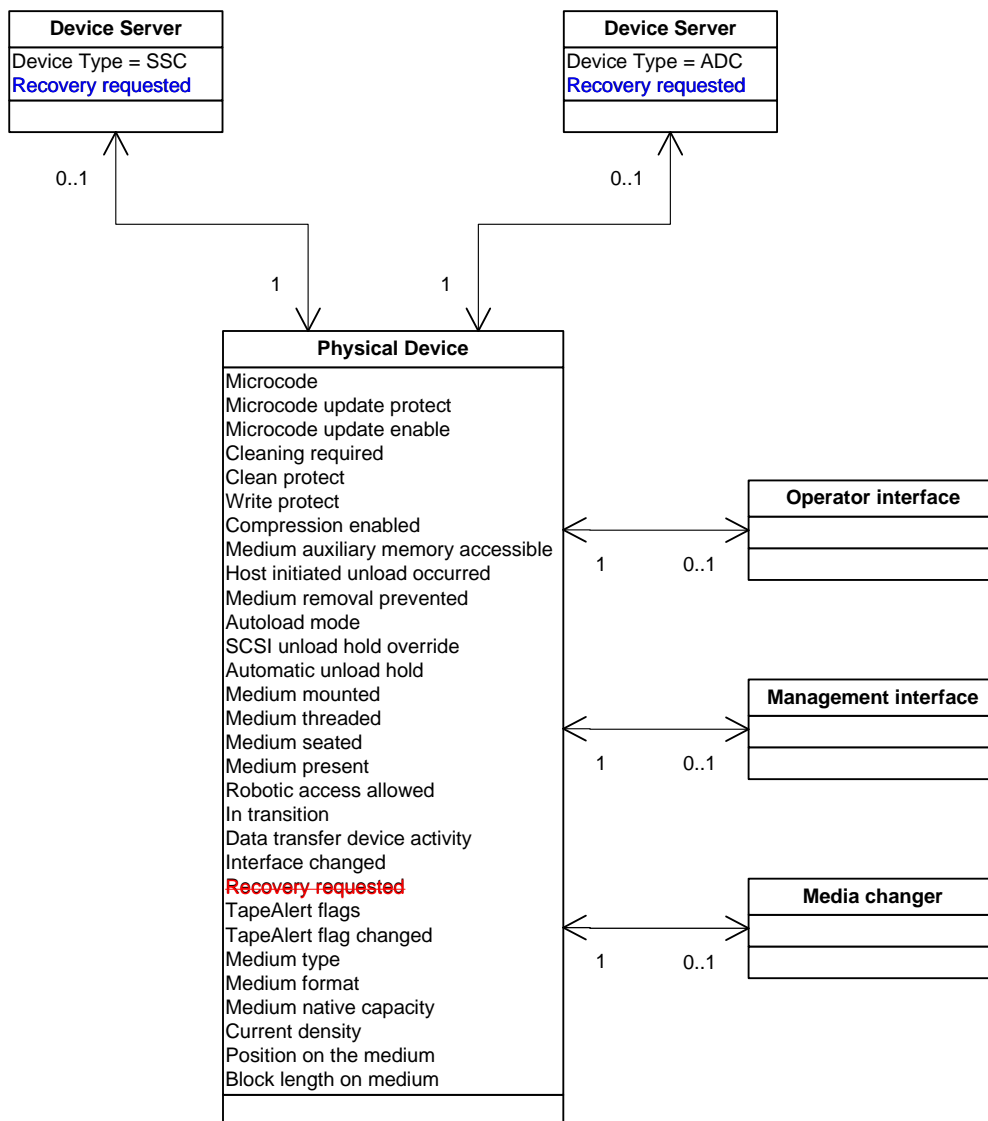 Device Server
Device Type = SSC
Recovery requested
Device Server
Device Type = ADC
Recovery requested
0..1
0..1
1
1
Physical Device
Microcode
Microcode update protect
Microcode update enable
Cleaning required
Clean protect
Write protect
Compression enabled
Medium auxiliary memory accessible
Host initiated unload occurred
Medium removal prevented
Autoload mode
SCSI unload hold override
Automatic unload hold
Medium mounted
Medium threaded
Medium seated
Medium present
Robotic access allowed
In transition
Data transfer device activity
Interface changed
Recovery requested
TapeAlert flags
TapeAlert flag changed
Medium type
Medium format
Medium native capacity
Current density
Position on the medium
Block length on medium
Operator interface
1
0..1
Management interface
1
0..1
Media changer
1
0..1